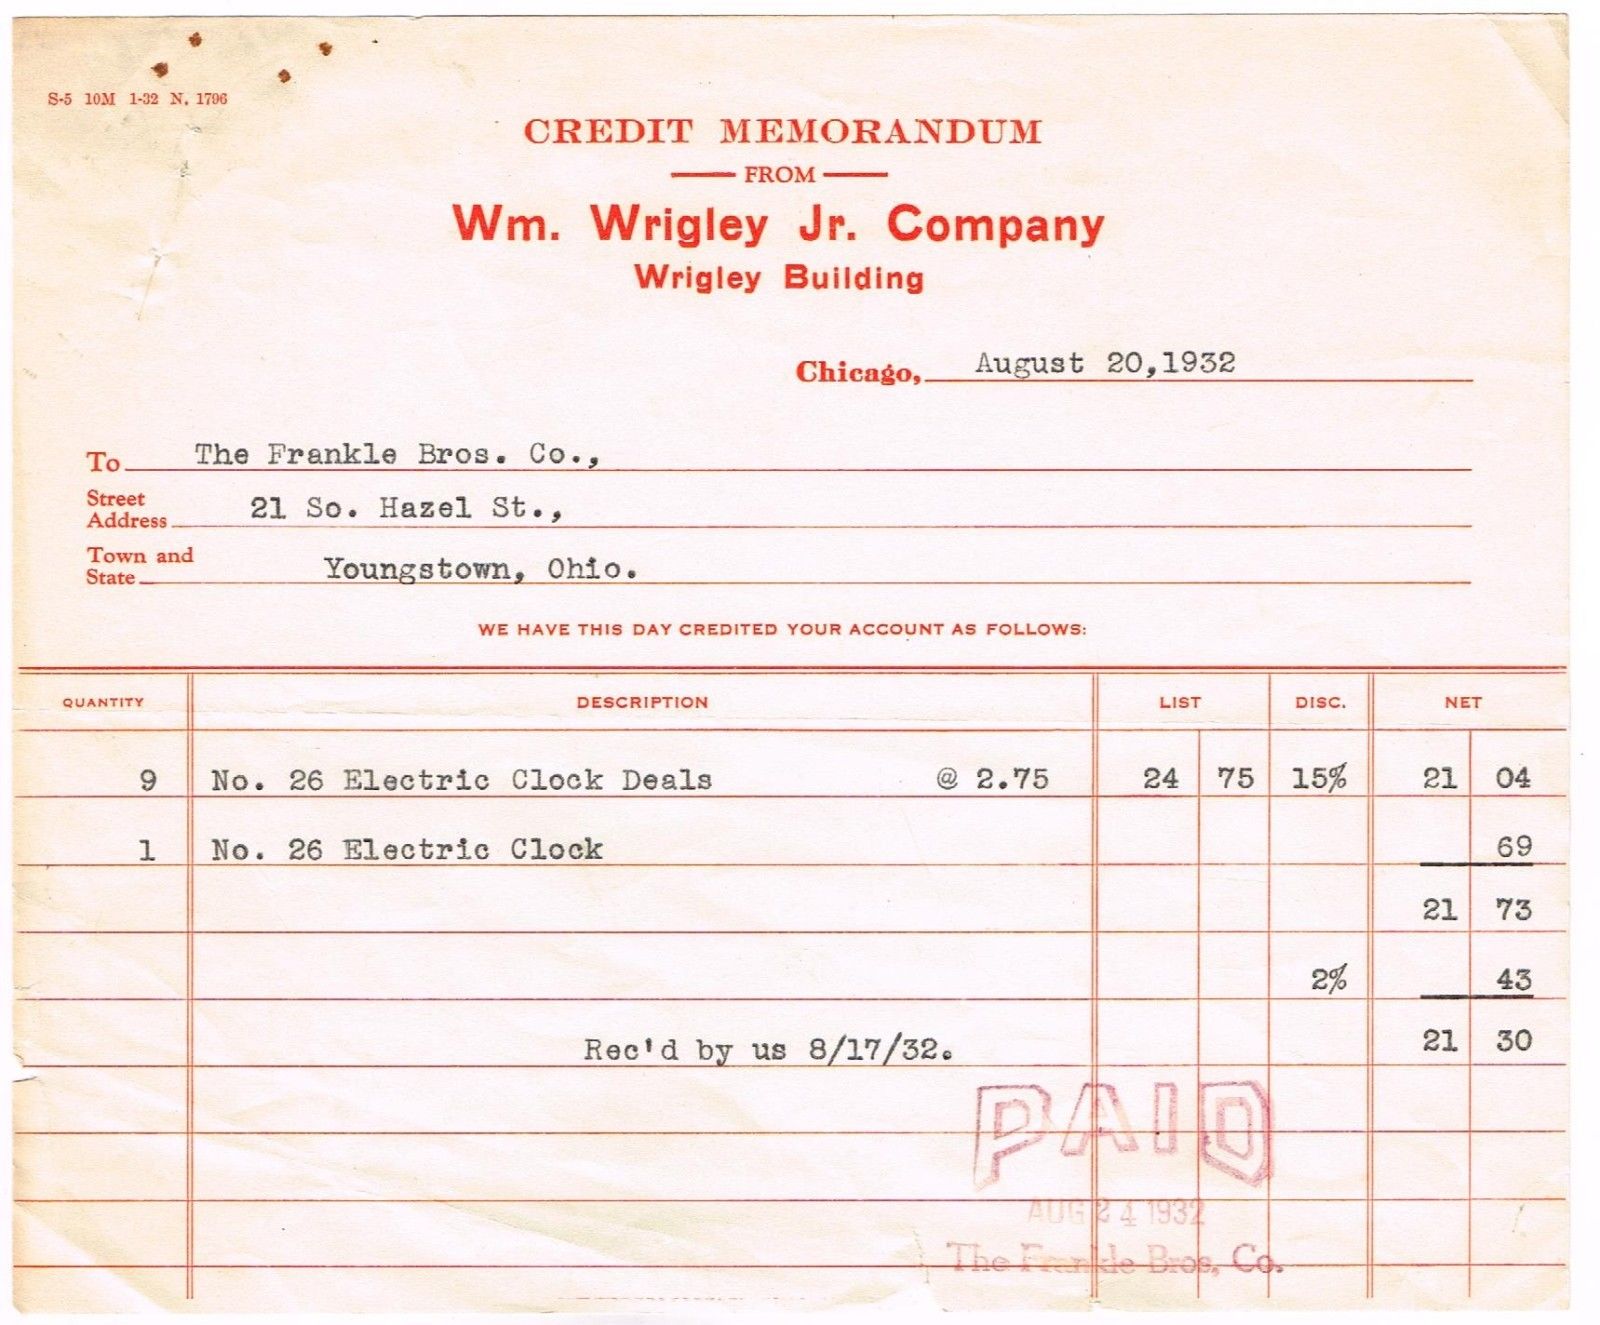 S-5 10M 1-32 N. 1796
CREDIT MEMORANDUM
FROM
Wm. Wrigley Jr. Company
Wrigley Building
Chicago, August 20,1932
To The Frankle Bros. Co.,
Street Address 21 So. Hazel St.,
Town and State Youngstown, Ohio.
WE HAVE THIS DAY CREDITED YOUR ACCOUNT AS FOLLOWS:
QUANTITY DESCRIPTION LIST DISC. NET
9 No. 26 Electric Clock Deals @ 2.75 24 75 15% 21 04
1 No. 26 Electric Clock 69
21 73
2% 43
Rec'd by us 8/17/32. 21 30
PAID
AUG 24 1932
The Frankle Bros, Co.